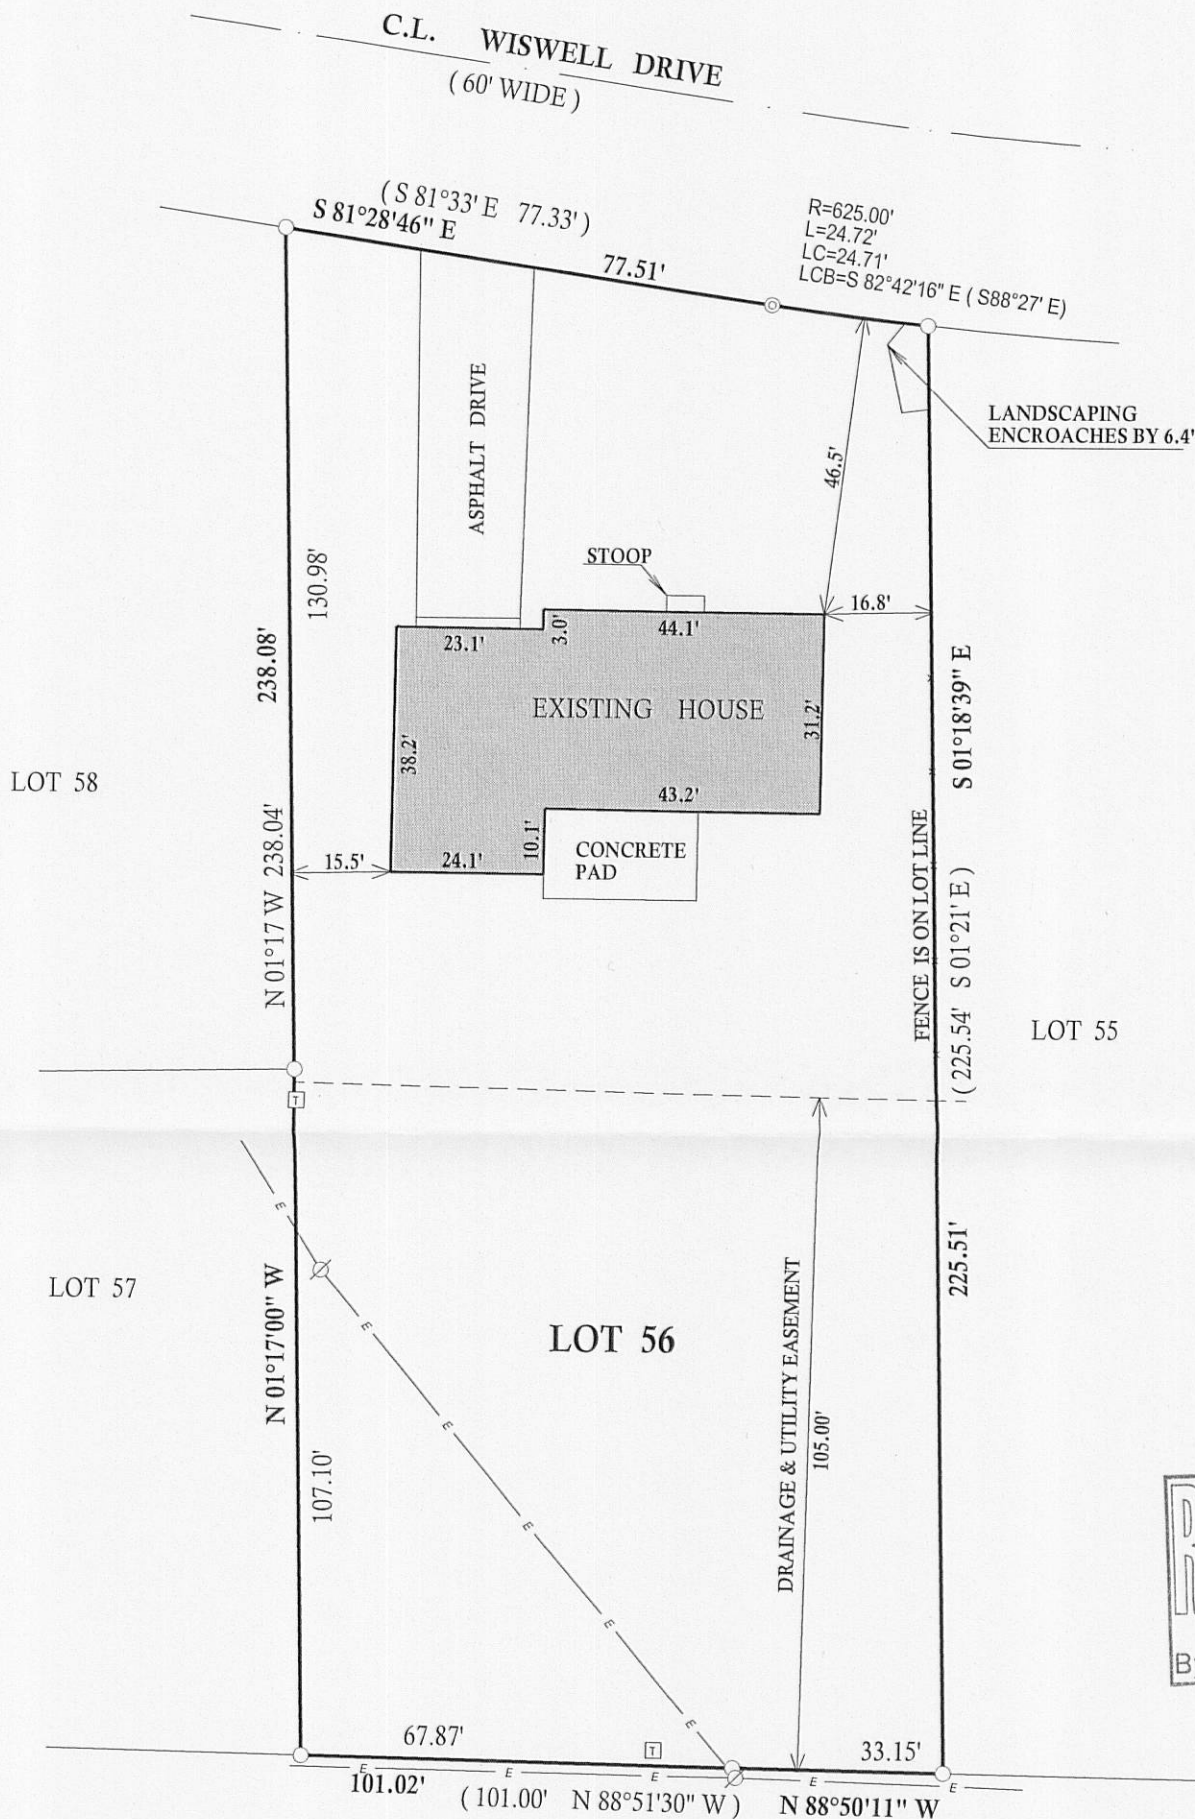 C.L. WISWELL DRIVE
( 60' WIDE )
( S 81°33' E 77.33' )
S 81°28'46" E
77.51'
R=625.00'
L=24.72'
LC=24.71'
LCB=S 82°42'16" E ( S88°27' E)
LANDSCAPING
ENCROACHES BY 6.4'
ASPHALT DRIVE
46.5'
STOOP
16.8'
130.98'
238.08'
23.1'
3.0'
44.1'
EXISTING HOUSE
31.2'
38.2'
43.2'
S 01°18'39" E
LOT 58
N 01°17 W 238.04'
15.5'
24.1'
10.1'
CONCRETE
PAD
FENCE IS ON LOT LINE
( 225.54' S 01°21' E )
LOT 55
T
E
LOT 57
N 01°17'00" W
E
LOT 56
DRAINAGE & UTILITY EASEMENT
105.00'
225.51'
E
107.10'
E
E
E
67.87'
T
33.15'
E
E
E
E
E
101.02'
( 101.00' N 88°51'30" W )
N 88°50'11" W